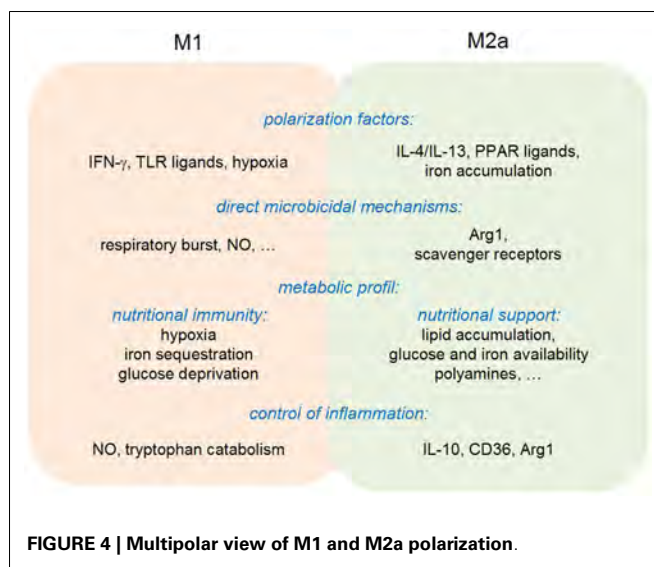 M1 M2a
polarization factors:
IFN-γ, TLR ligands, hypoxia
IL-4/IL-13, PPAR ligands,
iron accumulation
direct microbicidal mechanisms:
respiratory burst, NO, ...
Arg1,
scavenger receptors
metabolic profil:
nutritional immunity:
hypoxia
iron sequestration
glucose deprivation
nutritional support:
lipid accumulation,
glucose and iron availability
polyamines, ...
control of inflammation:
NO, tryptophan catabolism
IL-10, CD36, Arg1
FIGURE 4 | Multipolar view of M1 and M2a polarization.